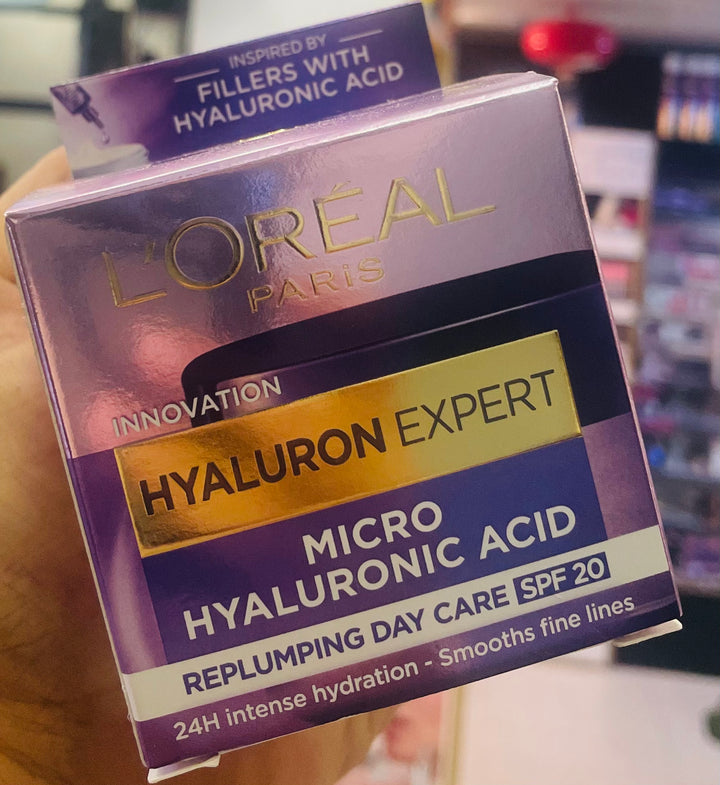 INSPIRED BY
FILLERS WITH
HYALURONIC ACID
L'ORÉAL
PARiS
INNOVATION
HYALURON EXPERT
MICRO
HYALURONIC ACID
REPLUMPING DAY CARE SPF 20
24H intense hydration - Smooths fine lines